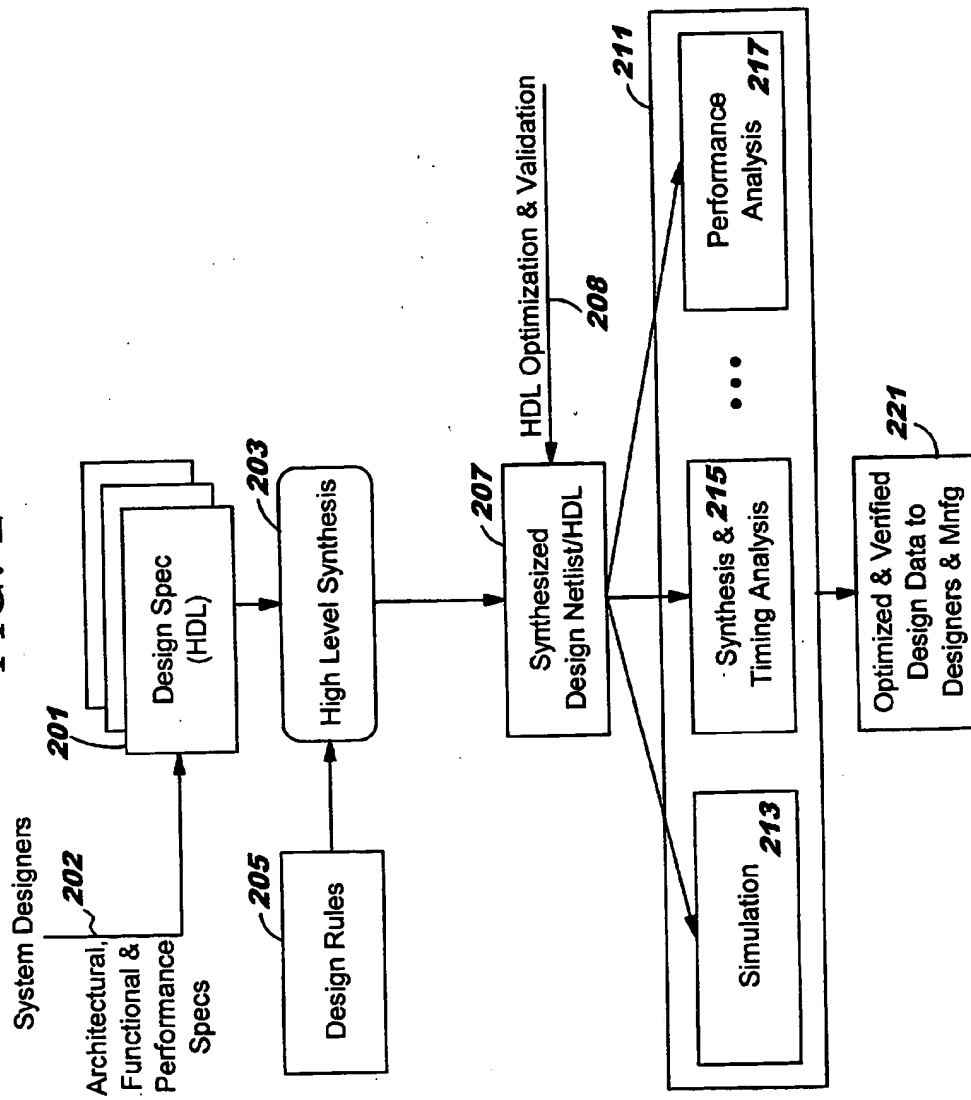 System Designers
202
Architectural,
Functional &
Performance
Specs
201
Design Spec
(HDL)
203
High Level Synthesis
205
Design Rules
207
Synthesized
Design Netlist/HDL
HDL Optimization & Validation
208
211
Simulation
213
Synthesis & 215
Timing Analysis
Performance
Analysis
217
221
Optimized & Verified
Design Data to
Designers & Mnfg